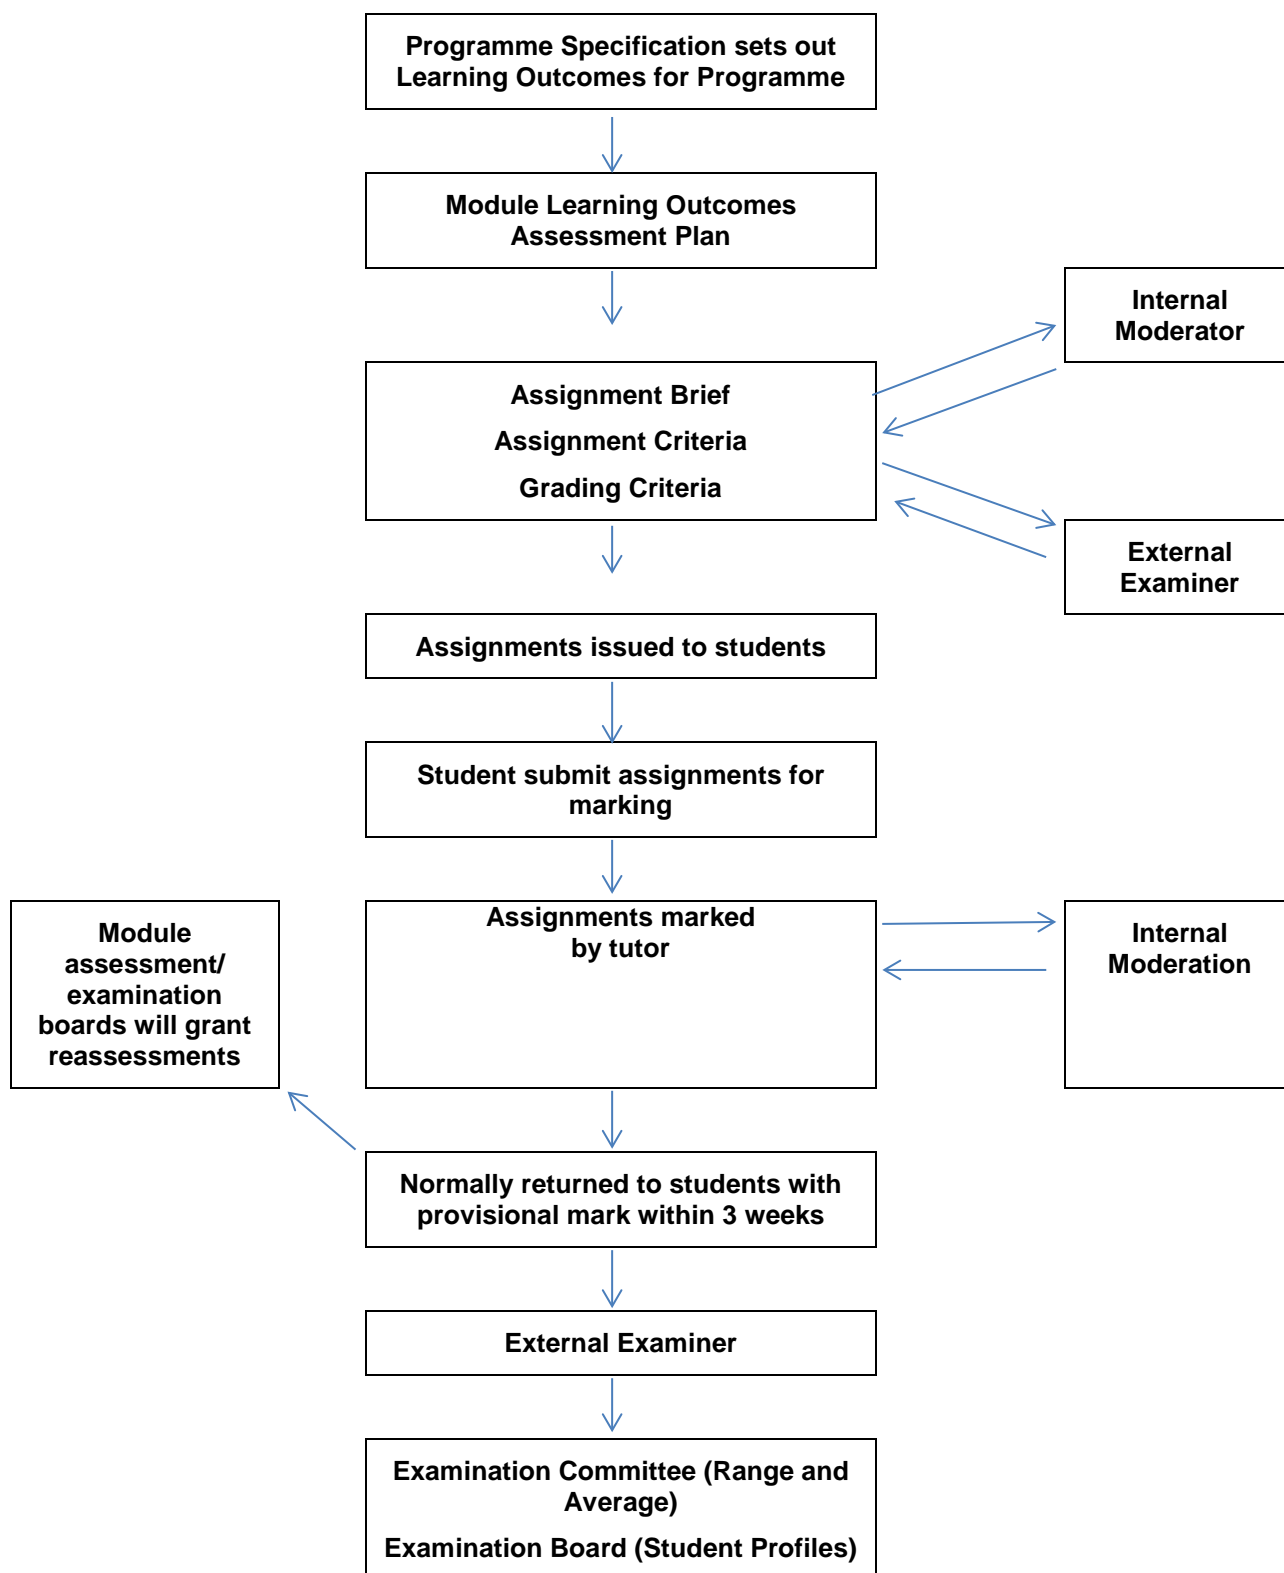 Programme Specification sets out
Learning Outcomes for Programme
Module Learning Outcomes
Assessment Plan
Internal
Moderator
Assignment Brief
Assignment Criteria
Grading Criteria
External
Examiner
Assignments issued to students
Student submit assignments for
marking
Module
assessment/
examination
boards will grant
reassessments
Assignments marked
by tutor
Internal
Moderation
Normally returned to students with
provisional mark within 3 weeks
External Examiner
Examination Committee (Range and
Average)
Examination Board (Student Profiles)